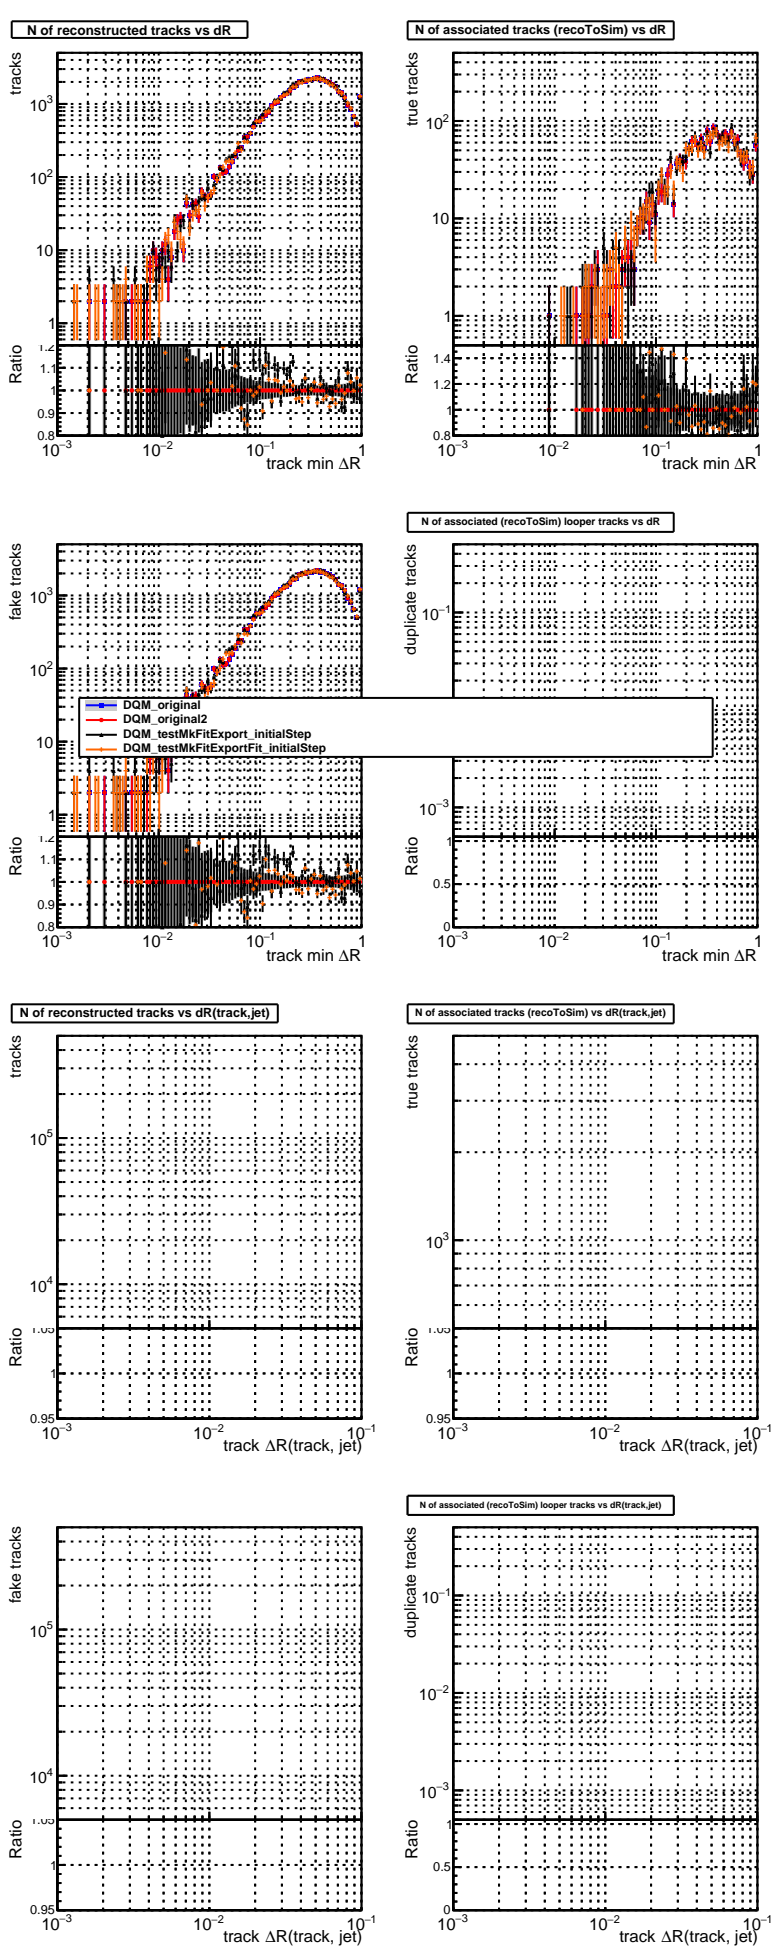 N of reconstructed tracks vs dR
tracks
10³
10²
10
1
Ratio
1.2
1.1
1
0.9
0.8
10⁻³ 10⁻² 10⁻¹ 1
track min ΔR
N of associated tracks (recoToSim) vs dR
true tracks
10²
10
1
Ratio
1.4
1.2
1
0.8
10⁻³ 10⁻² 10⁻¹ 1
track min ΔR
fake tracks
10³
10²
10
1
Ratio
1.2
1.1
1
0.9
0.8
10⁻³ 10⁻² 10⁻¹ 1
track min ΔR
N of associated (recoToSim) looper tracks vs dR
duplicate tracks
10⁻¹
10⁻³
Ratio
1
0.5
0
10⁻³ 10⁻² 10⁻¹ 1
track min ΔR
DQM_original
DQM_original2
DQM_testMkFitExport_initialStep
DQM_testMkFitExportFit_initialStep
N of reconstructed tracks vs dR(track,jet)
tracks
10⁵
10⁴
Ratio
1.05
1
0.95
10⁻³ 10⁻² 10⁻¹
track ΔR(track, jet)
N of associated tracks (recoToSim) vs dR(track,jet)
true tracks
10³
Ratio
1.05
1
0.95
10⁻³ 10⁻² 10⁻¹
track ΔR(track, jet)
fake tracks
10⁵
10⁴
Ratio
1.05
1
0.95
10⁻³ 10⁻² 10⁻¹
track ΔR(track, jet)
N of associated (recoToSim) looper tracks vs dR(track,jet)
duplicate tracks
10⁻¹
10⁻²
10⁻³
Ratio
1
0.5
0
10⁻³ 10⁻² 10⁻¹
track ΔR(track, jet)